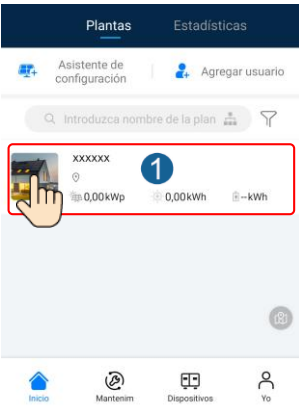 Plantas Estadísticas
Asistente de
configuración
Agregar usuario
Introduzca nombre de la plan
xxxxxx
1
0,00kWp 0,00kWh --kWh
Inicio Mantenim Dispositivos Yo